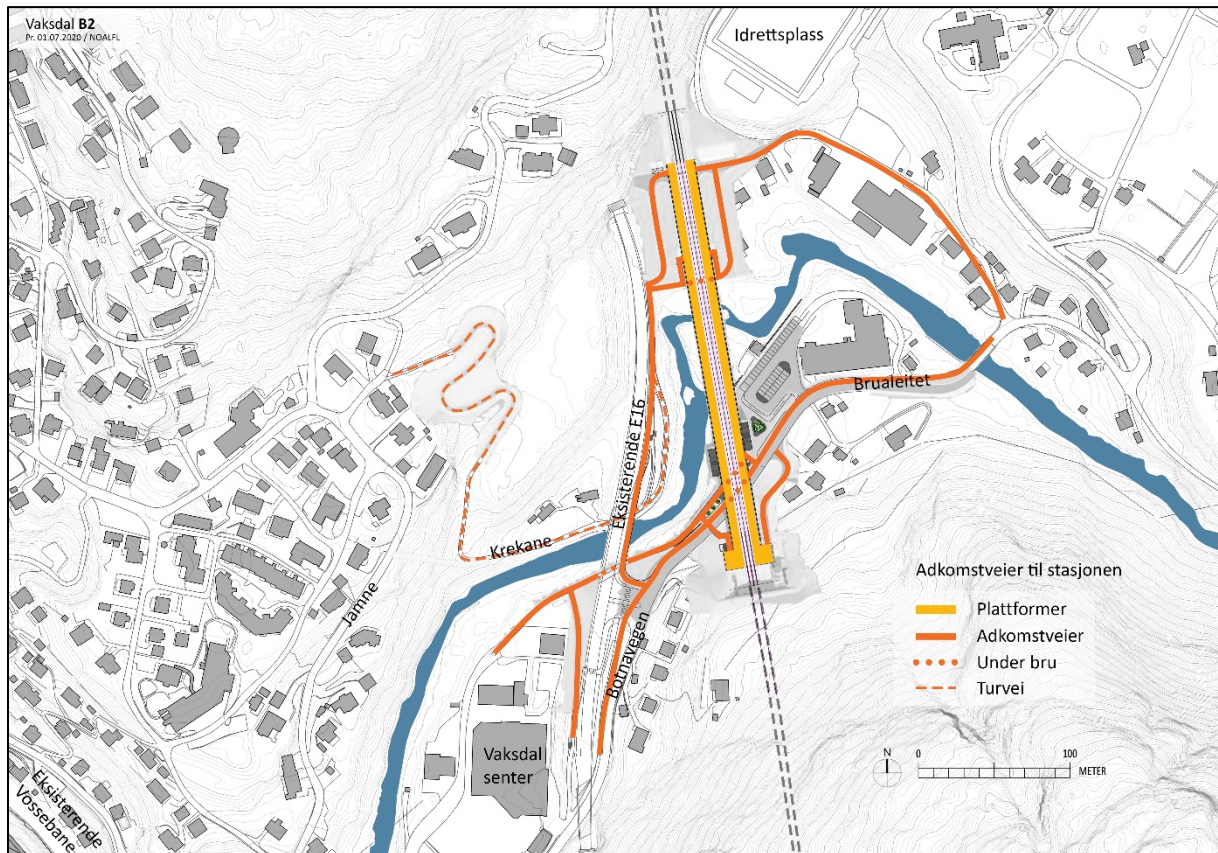 Vaksdal B2
Pr. 01.07.2020 / NOALFL
Idrettsplass
Brualeitet
Eksisterende E16
Krekane
Jamne
Botnavegen
Vaksdal
senter
Eksisterende
Vossebane
Adkomstveier til stasjonen
Plattformer
Adkomstveier
Under bru
Turvei
N
0
100
METER